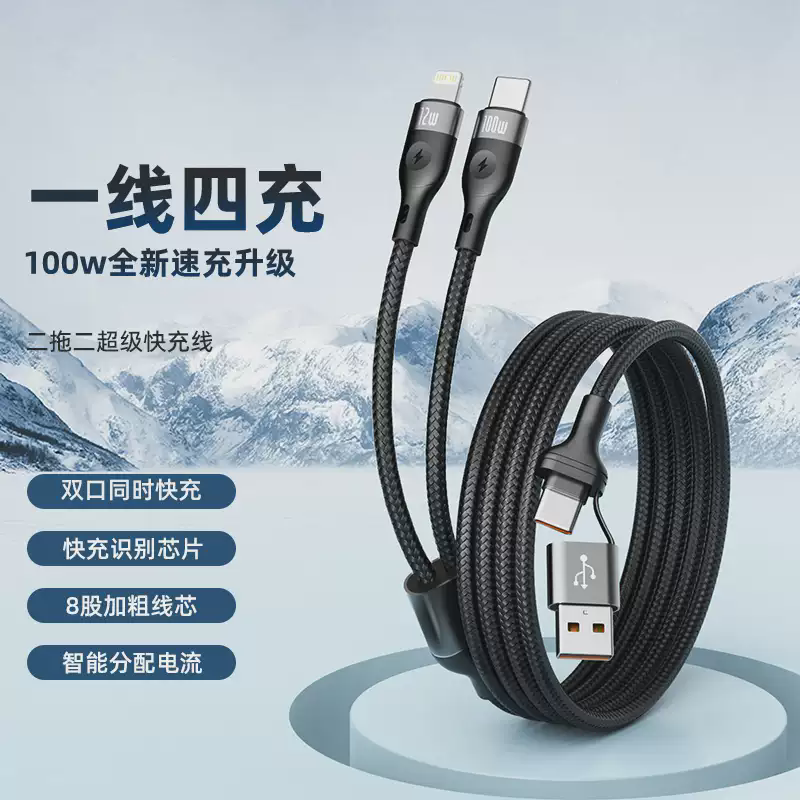 一线四充
100w全新速充升级
二拖二超级快充线
双口同时快充
快充识别芯片
8股加粗线芯
智能分配电流
12w
100w